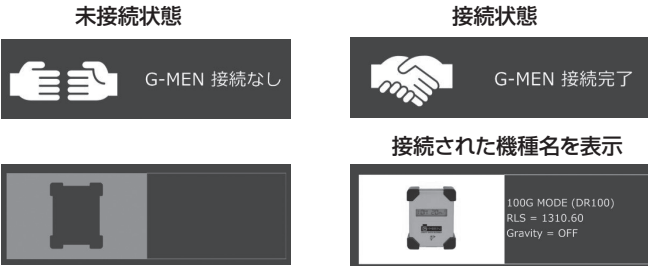 未接続状態
接続状態
G-MEN 接続なし
G-MEN 接続完了
接続された機種名を表示
100G MODE (DR100)
RLS = 1310.60
Gravity = OFF